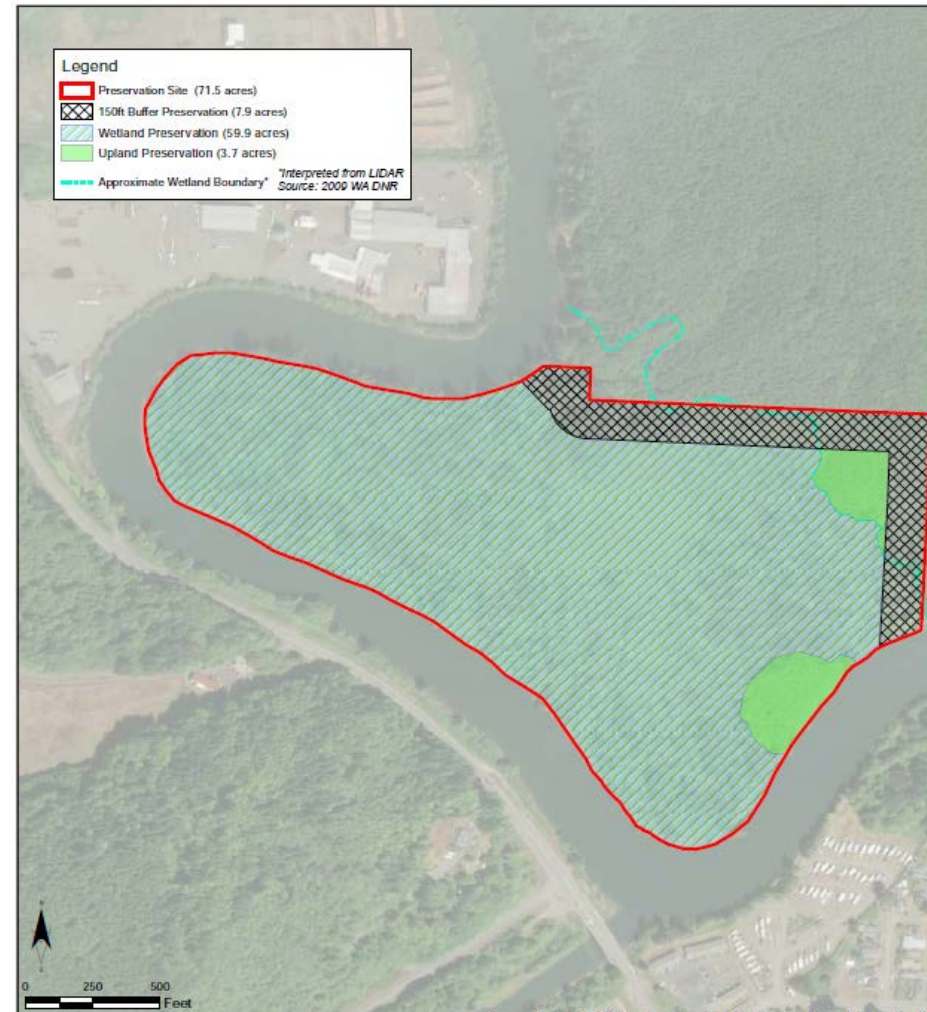 Legend
Preservation Site (71.5 acres)
150ft Buffer Preservation (7.9 acres)
Wetland Preservation (59.9 acres)
Upland Preservation (3.7 acres)
Approximate Wetland Boundary* "Interpreted from LIDAR
Source: 2009 WA DNR
0 250 500
Feet